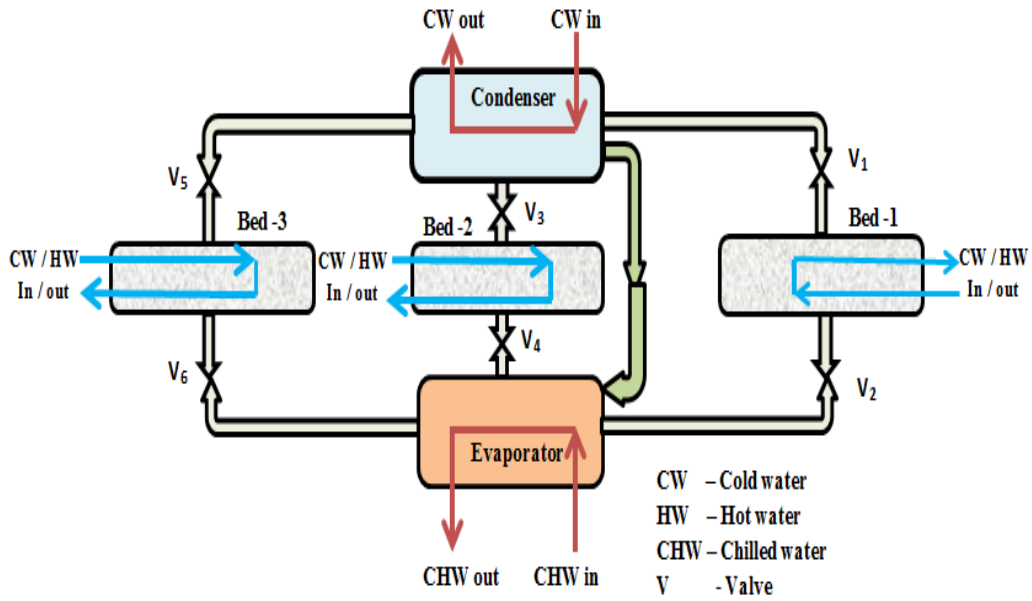 CW out
CW in
Condenser
V₁
V₅
V₃
Bed -3
Bed -2
Bed -1
CW / HW
In / out
CW / HW
In / out
CW / HW
In / out
V₄
V₆
V₂
Evaporator
CW – Cold water
HW – Hot water
CHW – Chilled water
V - Valve
CHW out
CHW in